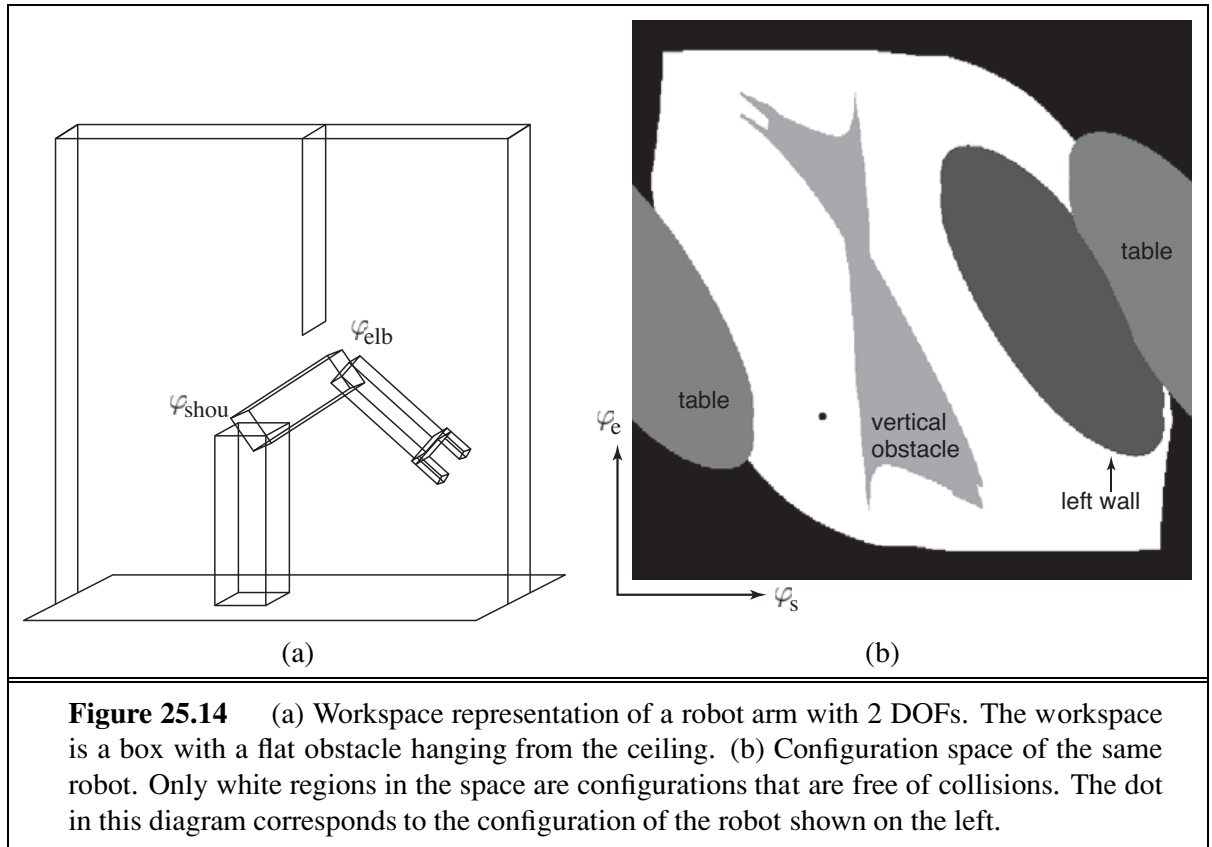 φelb
φshou
(a)
table
table
vertical
obstacle
left wall
φe
φs
(b)
Figure 25.14 (a) Workspace representation of a robot arm with 2 DOFs. The workspace
is a box with a flat obstacle hanging from the ceiling. (b) Configuration space of the same
robot. Only white regions in the space are configurations that are free of collisions. The dot
in this diagram corresponds to the configuration of the robot shown on the left.